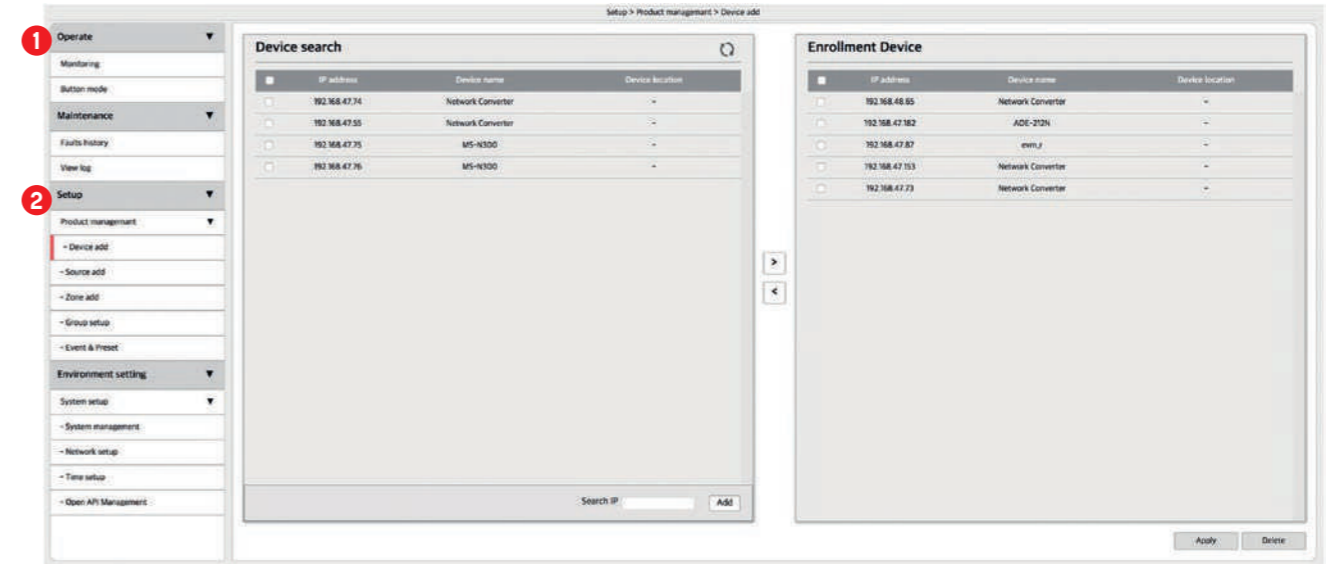 Setup > Product management > Device add
1
Operate ▼
Monitoring
Button mode
Maintenance ▼
Faults history
View log
2
Setup ▼
Product management ▼
- Device add
- Source add
- Zone add
- Group setup
- Event & Preset
Environment setting ▼
System setup ▼
- System management
- Network setup
- Time setup
- Open API Management
Device search
IP address Device name Device location
192.168.47.74 Network Converter -
192.168.47.55 Network Converter -
192.168.47.75 MS-N300 -
192.168.47.76 MS-N300 -
Search IP Add
>
<
Enrollment Device
IP address Device name Device location
192.168.48.65 Network Converter -
192.168.47.182 ADE-212N -
192.168.47.87 evm_r -
192.168.47.153 Network Converter -
192.168.47.73 Network Converter -
Apply Delete